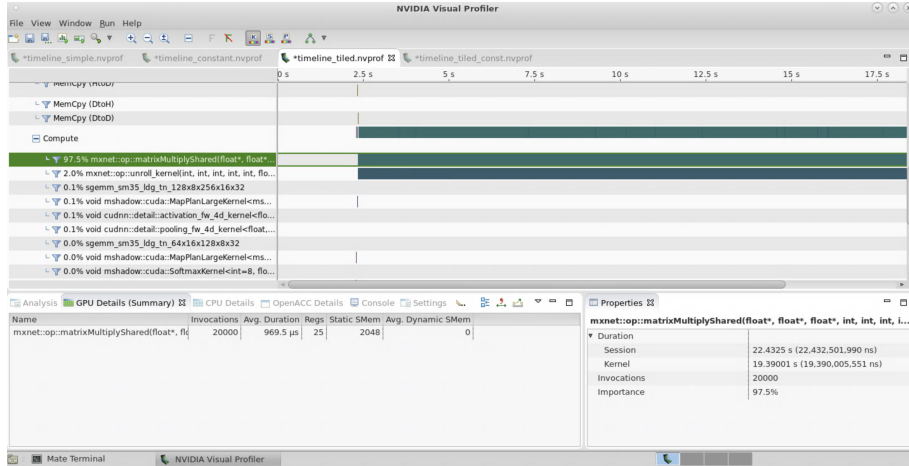 NVIDIA Visual Profiler
File View Window Run Help
*timeline_simple.nvprof *timeline_constant.nvprof *timeline_tiled.nvprof *timeline_tiled_const.nvprof
0 s 2.5 s 5 s 7.5 s 10 s 12.5 s 15 s 17.5 s
MemCpy (HtoD)
MemCpy (DtoH)
MemCpy (DtoD)
Compute
97.5% mxnet::op::matrixMultiplyShared(float*, float*...
2.0% mxnet::op::unroll_kernel(int, int, int, int, int, flo...
0.1% sgemm_sm35_ldg_tn_128x8x256x16x32
0.1% void mshadow::cuda::MapPlanLargeKernel<ms...
0.1% void cudnn::detail::activation_fw_4d_kernel<flo...
0.1% void cudnn::detail::pooling_fw_4d_kernel<float,...
0.0% sgemm_sm35_ldg_tn_64x16x128x8x32
0.0% void mshadow::cuda::MapPlanLargeKernel<ms...
0.0% void mshadow::cuda::SoftmaxKernel<int=8, flo...
Analysis GPU Details (Summary) CPU Details OpenACC Details Console Settings
Name Invocations Avg. Duration Regs Static SMem Avg. Dynamic SMem
mxnet::op::matrixMultiplyShared(float*, flo 20000 969.5 µs 25 2048 0
Properties
mxnet::op::matrixMultiplyShared(float*, float*, float*, int, int, int, i...
Duration
Session 22.4325 s (22,432,501,990 ns)
Kernel 19.39001 s (19,390,005,551 ns)
Invocations 20000
Importance 97.5%
Mate Terminal NVIDIA Visual Profiler